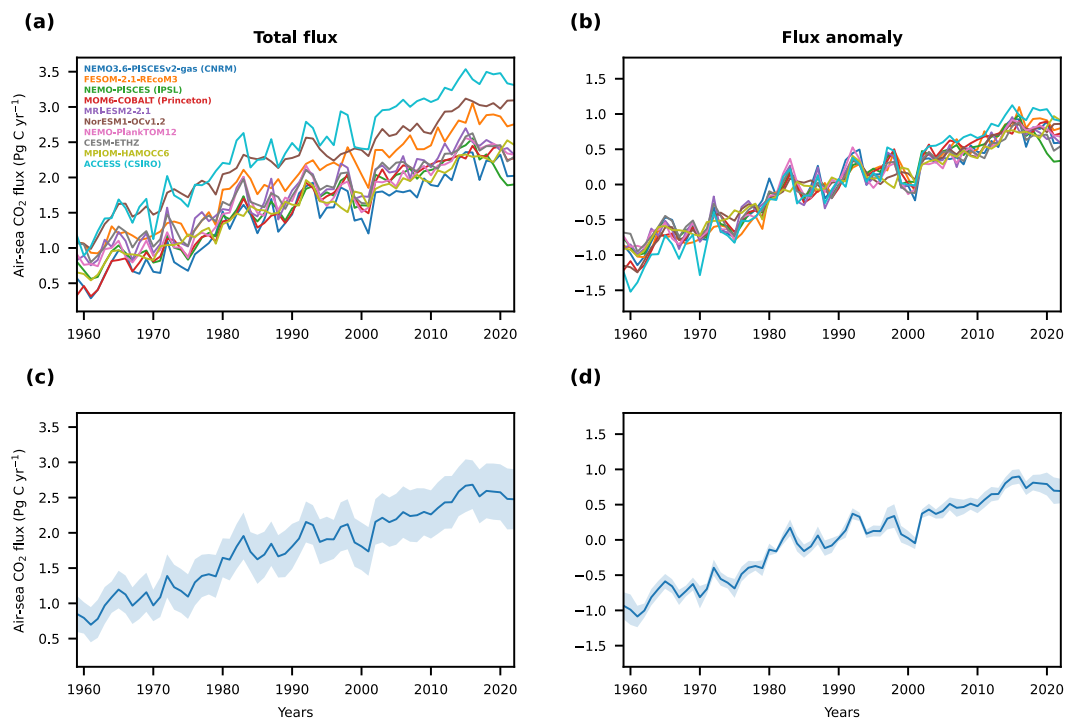 (a)
Total flux
Air-sea CO₂ flux (Pg C yr⁻¹)
3.5
3.0
2.5
2.0
1.5
1.0
0.5
NEMO3.6-PISCESv2-gas (CNRM)
FESOM-2.1-REcoM3
NEMO-PISCES (IPSL)
MOM6-COBALT (Princeton)
MRI-ESM2-2.1
NorESM1-OCv1.2
NEMO-PlankTOM12
CESM-ETHZ
MPIOM-HAMOCC6
ACCESS (CSIRO)
1960 1970 1980 1990 2000 2010 2020
(b)
Flux anomaly
1.5
1.0
0.5
0.0
−0.5
−1.0
−1.5
1960 1970 1980 1990 2000 2010 2020
(c)
Air-sea CO₂ flux (Pg C yr⁻¹)
3.5
3.0
2.5
2.0
1.5
1.0
0.5
1960 1970 1980 1990 2000 2010 2020
Years
(d)
1.5
1.0
0.5
0.0
−0.5
−1.0
−1.5
1960 1970 1980 1990 2000 2010 2020
Years